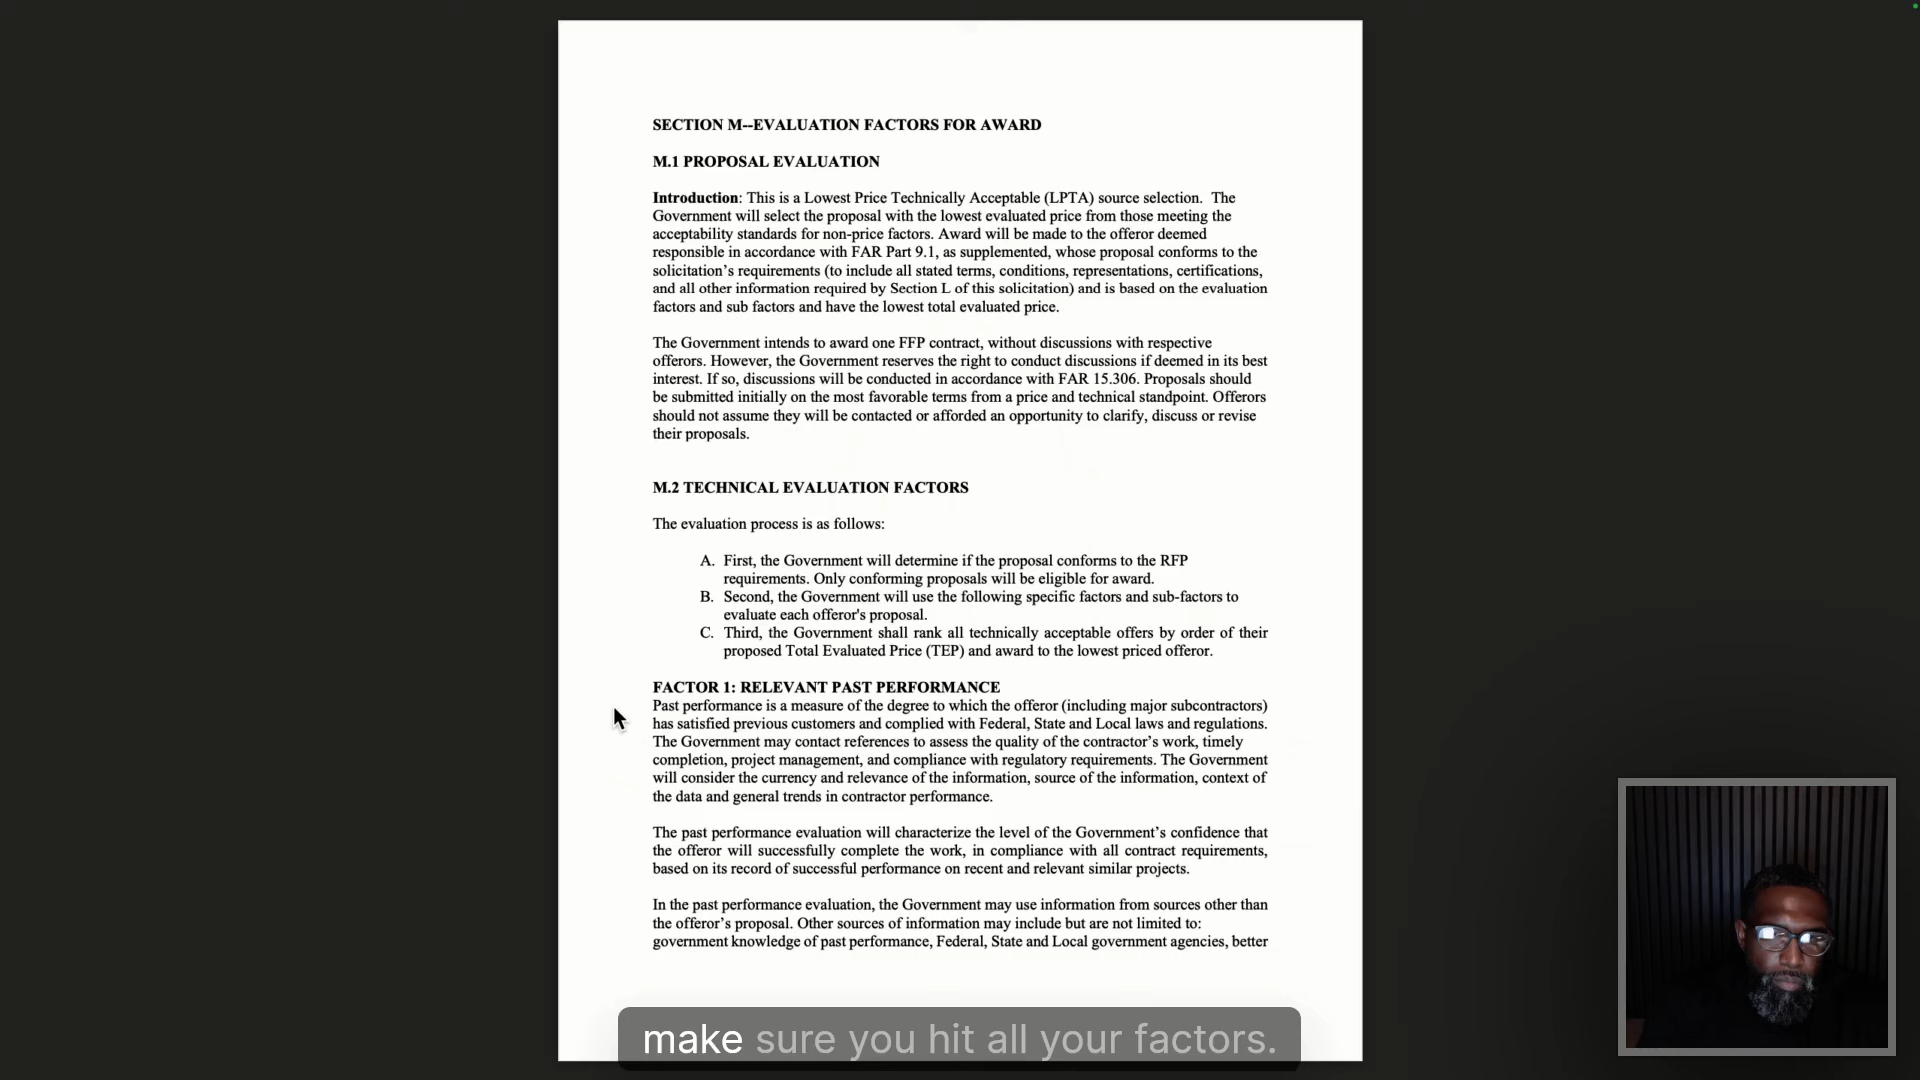 SECTION M--EVALUATION FACTORS FOR AWARD
M.1 PROPOSAL EVALUATION
Introduction: This is a Lowest Price Technically Acceptable (LPTA) source selection.  The
Government will select the proposal with the lowest evaluated price from those meeting the
acceptability standards for non-price factors. Award will be made to the offeror deemed
responsible in accordance with FAR Part 9.1, as supplemented, whose proposal conforms to the
solicitation’s requirements (to include all stated terms, conditions, representations, certifications,
and all other information required by Section L of this solicitation) and is based on the evaluation
factors and sub factors and have the lowest total evaluated price.
The Government intends to award one FFP contract, without discussions with respective
offerors. However, the Government reserves the right to conduct discussions if deemed in its best
interest. If so, discussions will be conducted in accordance with FAR 15.306. Proposals should
be submitted initially on the most favorable terms from a price and technical standpoint. Offerors
should not assume they will be contacted or afforded an opportunity to clarify, discuss or revise
their proposals.
M.2 TECHNICAL EVALUATION FACTORS
The evaluation process is as follows:
A. First, the Government will determine if the proposal conforms to the RFP
requirements. Only conforming proposals will be eligible for award.
B. Second, the Government will use the following specific factors and sub-factors to
evaluate each offeror's proposal.
C. Third, the Government shall rank all technically acceptable offers by order of their
proposed Total Evaluated Price (TEP) and award to the lowest priced offeror.
FACTOR 1: RELEVANT PAST PERFORMANCE
Past performance is a measure of the degree to which the offeror (including major subcontractors)
has satisfied previous customers and complied with Federal, State and Local laws and regulations.
The Government may contact references to assess the quality of the contractor’s work, timely
completion, project management, and compliance with regulatory requirements. The Government
will consider the currency and relevance of the information, source of the information, context of
the data and general trends in contractor performance.
The past performance evaluation will characterize the level of the Government’s confidence that
the offeror will successfully complete the work, in compliance with all contract requirements,
based on its record of successful performance on recent and relevant similar projects.
In the past performance evaluation, the Government may use information from sources other than
the offeror’s proposal. Other sources of information may include but are not limited to:
government knowledge of past performance, Federal, State and Local government agencies, better
make sure you hit all your factors.